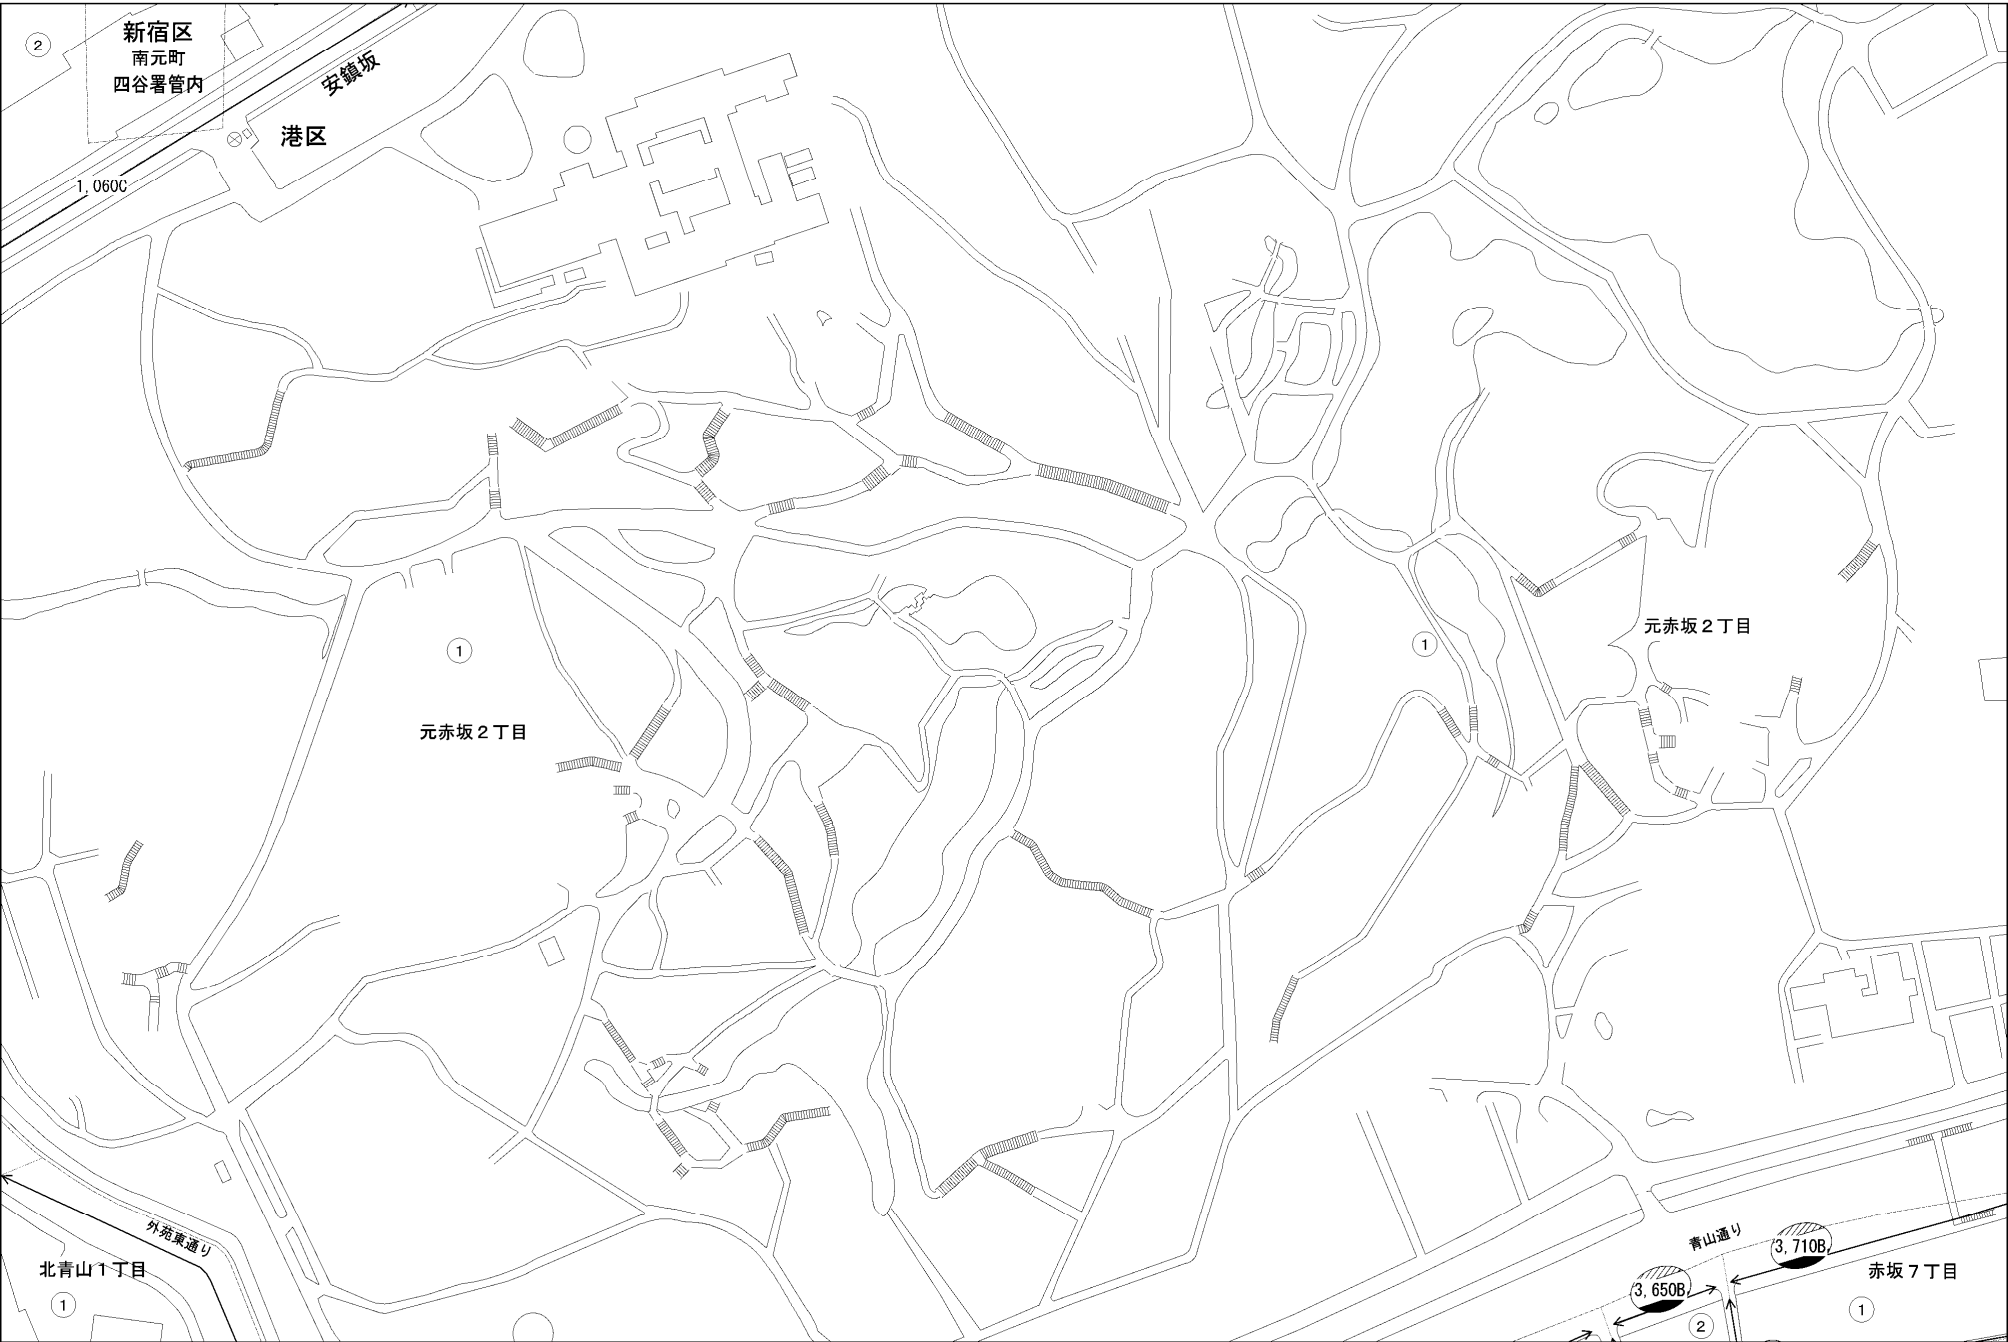 ②
新宿区
南元町
四谷署管内
安鎮坂
港区
1,060C
①
元赤坂２丁目
①
元赤坂２丁目
外苑東通り
北青山１丁目
①
青山通り
3,710B
3,650B
赤坂７丁目
②
①